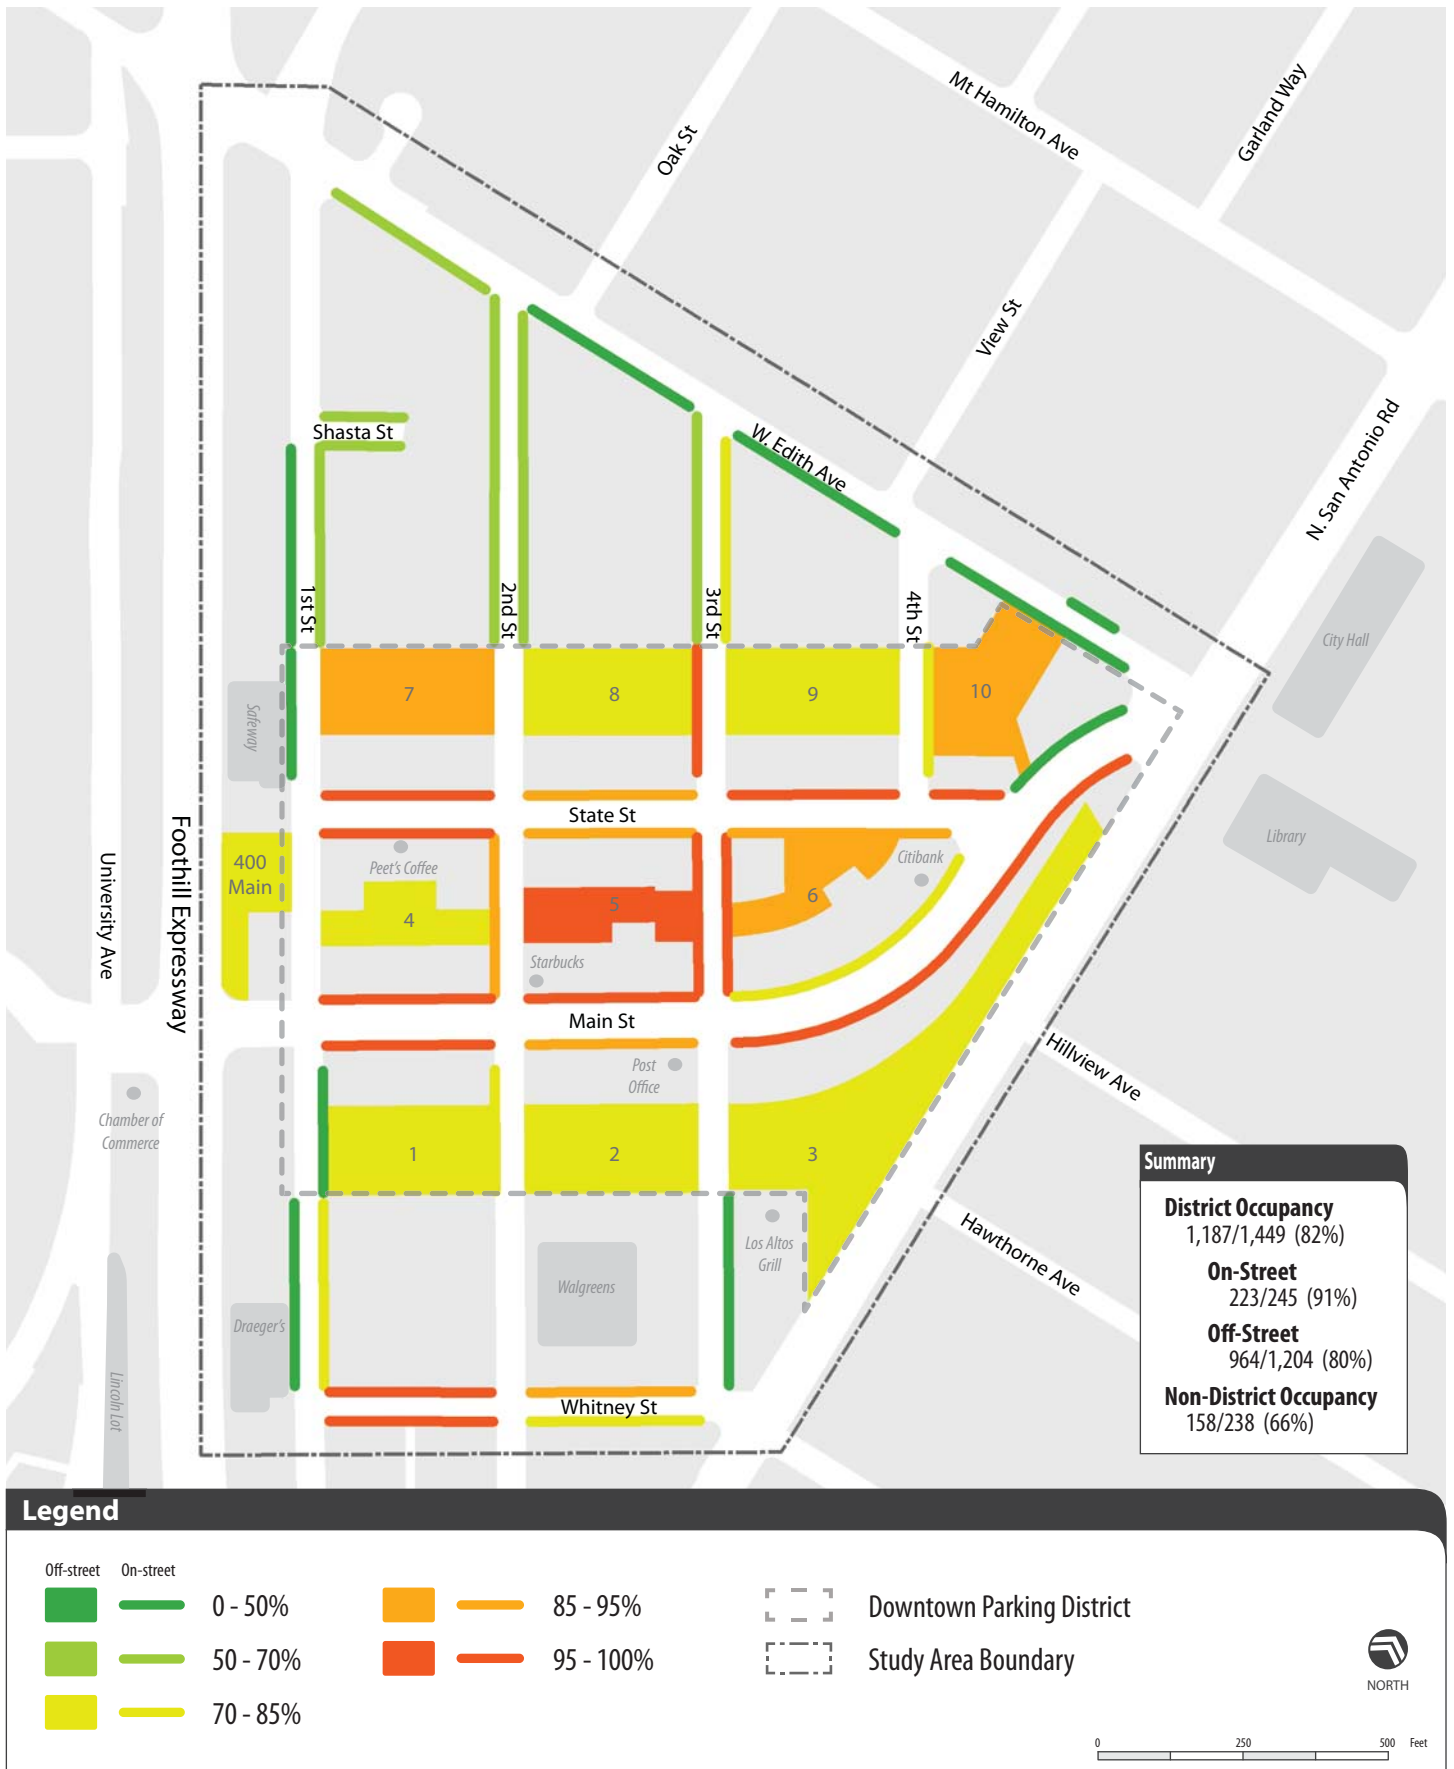 Mt Hamilton Ave
Garland Way
Oak St
View St
W. Edith Ave
N. San Antonio Rd
Shasta St
1st St
2nd St
3rd St
4th St
City Hall
Safeway
7
8
9
10
State St
Library
Foothill Expressway
University Ave
400
Main
Peet's Coffee
4
5
6
Citibank
Starbucks
Main St
Post
Office
Hillview Ave
Chamber of
Commerce
1
2
3
Hawthorne Ave
Los Altos
Grill
Walgreens
Draeger's
Lincoln Lot
Whitney St
Summary
District Occupancy
1,187/1,449 (82%)
On-Street
223/245 (91%)
Off-Street
964/1,204 (80%)
Non-District Occupancy
158/238 (66%)
Legend
Off-street On-street
0 - 50%
50 - 70%
70 - 85%
85 - 95%
95 - 100%
Downtown Parking District
Study Area Boundary
NORTH
0 250 500 Feet